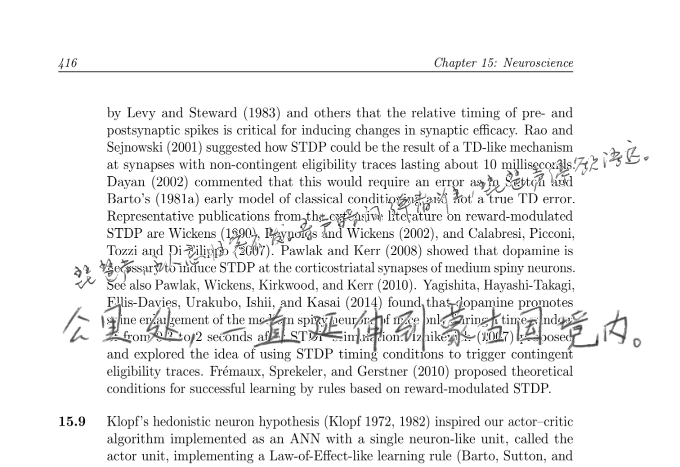 416
Chapter 15: Neuroscience
by Levy and Steward (1983) and others that the relative timing of pre- and
postsynaptic spikes is critical for inducing changes in synaptic efficacy. Rao and
Sejnowski (2001) suggested how STDP could be the result of a TD-like mechanism
at synapses with non-contingent eligibility traces lasting about 10 milliseconds.
Dayan (2002) commented that this would require an error as in Sutton and
Barto's (1981a) early model of classical conditioning and not a true TD error.
Representative publications from the extensive literature on reward-modulated
STDP are Wickens (1990), Reynolds and Wickens (2002), and Calabresi, Picconi,
Tozzi and Di Filippo (2007). Pawlak and Kerr (2008) showed that dopamine is
necessary to induce STDP at the corticostriatal synapses of medium spiny neurons.
See also Pawlak, Wickens, Kirkwood, and Kerr (2010). Yagishita, Hayashi-Takagi,
Ellis-Davies, Urakubo, Ishii, and Kasai (2014) found that dopamine promotes
spine enlargement of the medium spiny neurons of mice only during a time window
of from 0.3 to 2 seconds after STDP stimulation. Izhikevich (2007) proposed
and explored the idea of using STDP timing conditions to trigger contingent
eligibility traces. Frémaux, Sprekeler, and Gerstner (2010) proposed theoretical
conditions for successful learning by rules based on reward-modulated STDP.
公里处,一直延伸到蒙古国境内。
15.9 Klopf's hedonistic neuron hypothesis (Klopf 1972, 1982) inspired our actor–critic
algorithm implemented as an ANN with a single neuron-like unit, called the
actor unit, implementing a Law-of-Effect-like learning rule (Barto, Sutton, and